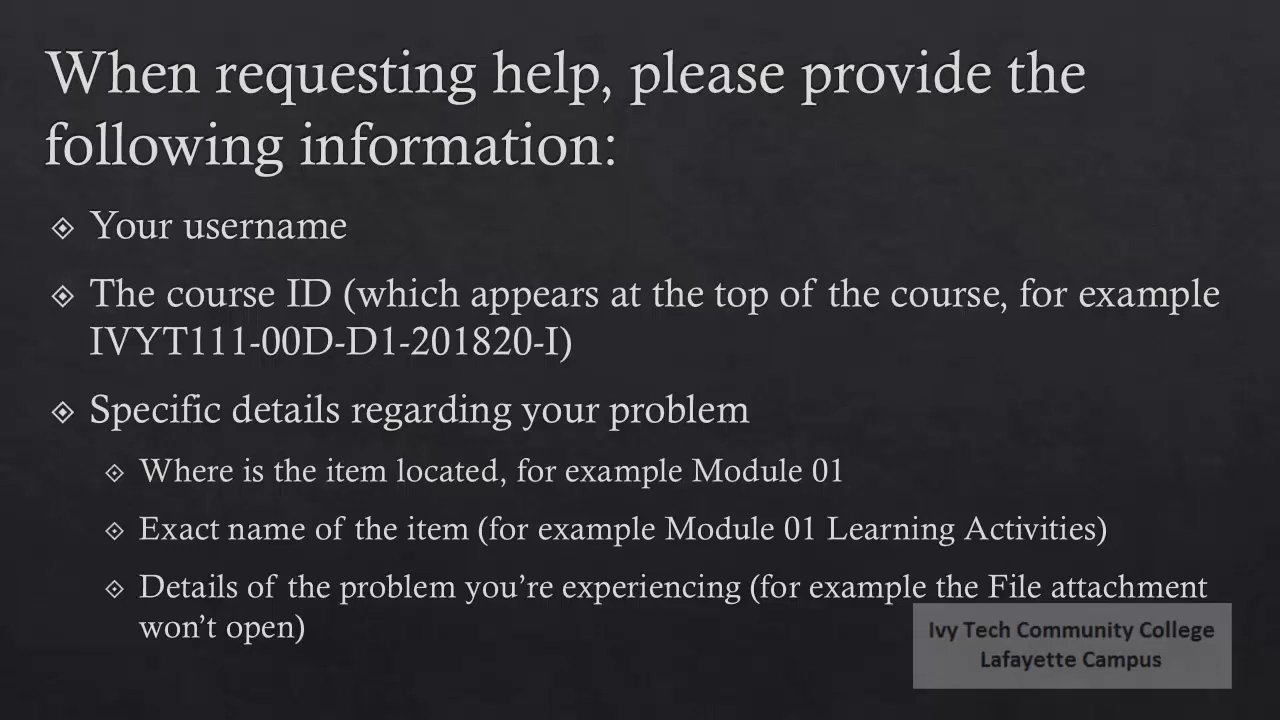 When requesting help, please provide the
following information:
Your username
The course ID (which appears at the top of the course, for example
IVYT111-00D-D1-201820-I)
Specific details regarding your problem
Where is the item located, for example Module 01
Exact name of the item (for example Module 01 Learning Activities)
Details of the problem you’re experiencing (for example the File attachment
won’t open)
Ivy Tech Community College
Lafayette Campus